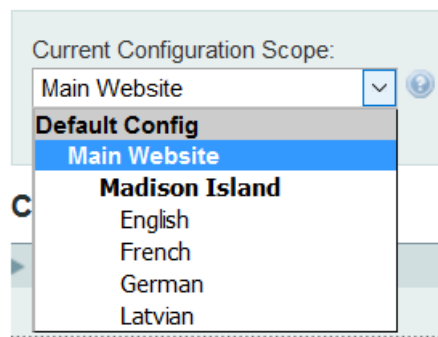 Current Configuration Scope:
Main Website
Default Config
Main Website
Madison Island
C
English
French
German
Latvian